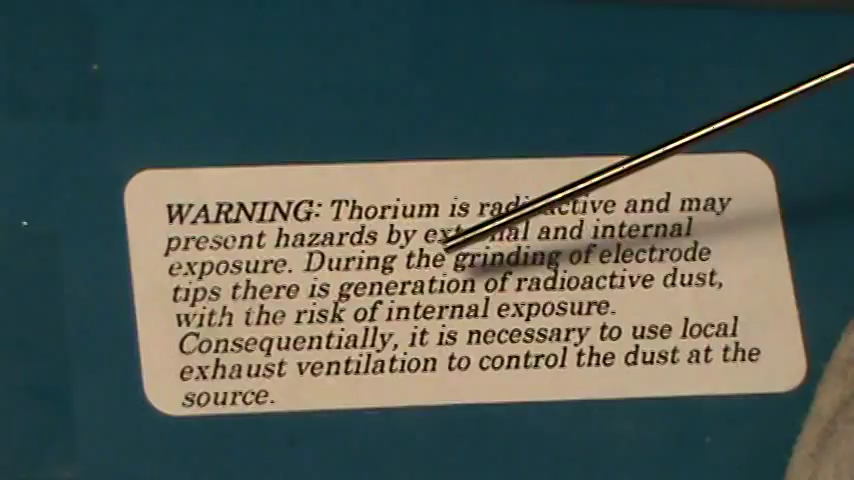 WARNING: Thorium is radioactive and may
present hazards by external and internal
exposure. During the grinding of electrode
tips there is generation of radioactive dust,
with the risk of internal exposure.
Consequentially, it is necessary to use local
exhaust ventilation to control the dust at the
source.